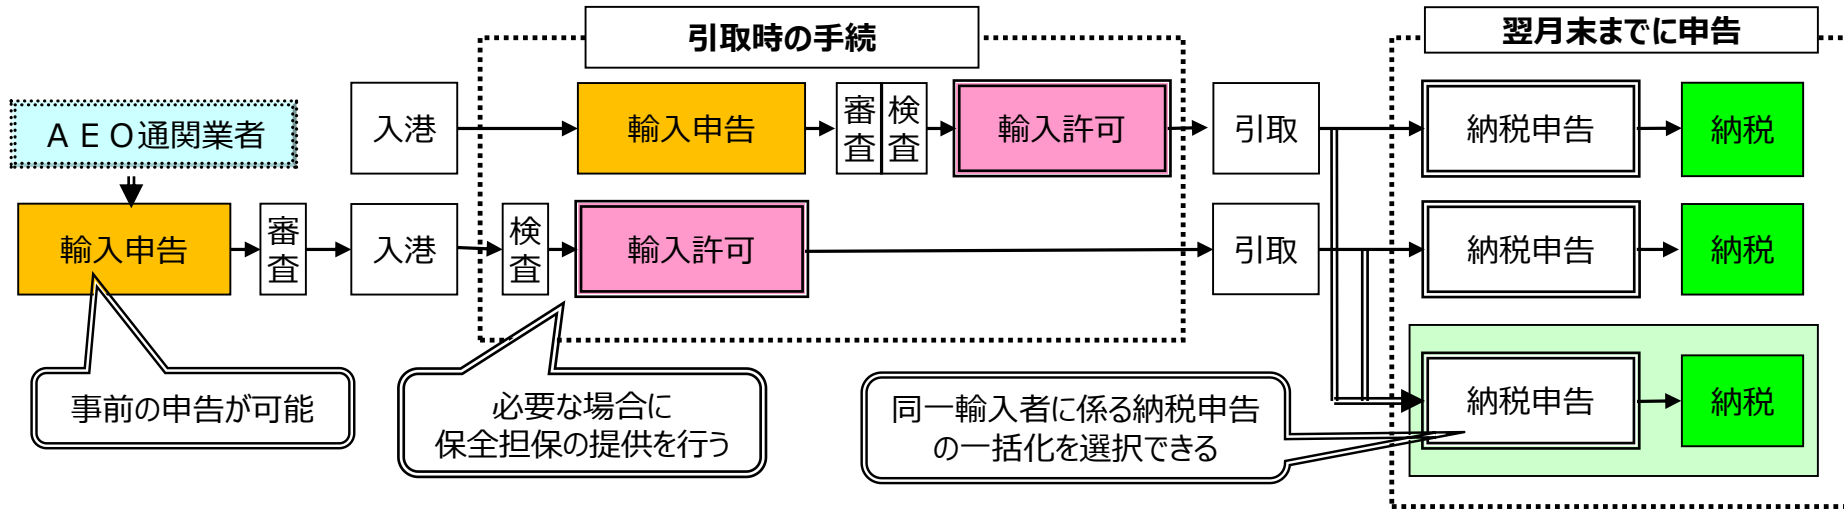 引取時の手続
翌月末までに申告
ＡＥＯ通関業者
入港
輸入申告
審査
検査
輸入許可
引取
納税申告
納税
輸入申告
審査
入港
検査
輸入許可
引取
納税申告
納税
事前の申告が可能
必要な場合に
保全担保の提供を行う
同一輸入者に係る納税申告
の一括化を選択できる
納税申告
納税